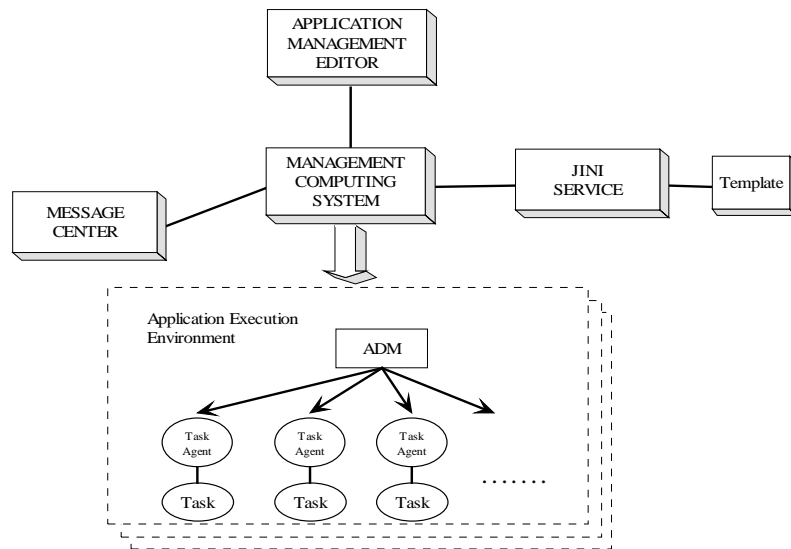 APPLICATION
MANAGEMENT
EDITOR
MANAGEMENT
COMPUTING
SYSTEM
JINI
SERVICE
Template
MESSAGE
CENTER
Application Execution
Environment
ADM
Task
Agent
Task
Agent
Task
Agent
Task
Task
Task
.......